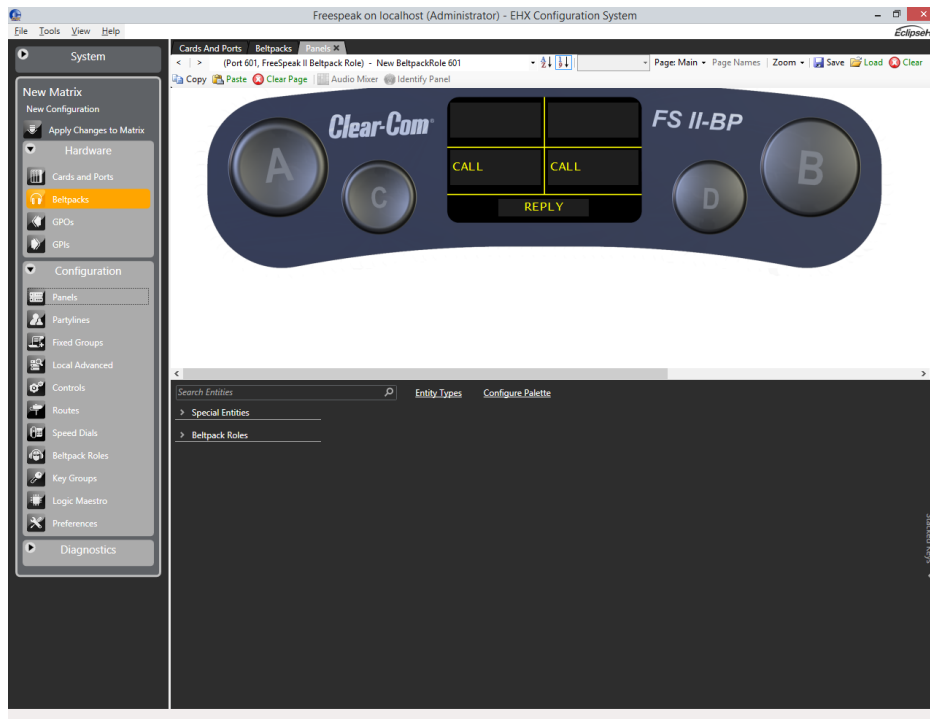 Freespeak on localhost (Administrator) - EHX Configuration System
File Tools View Help
EclipseH
System
New Matrix
New Configuration
Apply Changes to Matrix
Hardware
Cards and Ports
Beltpacks
GPOs
GPIs
Configuration
Panels
Partylines
Fixed Groups
Local Advanced
Controls
Routes
Speed Dials
Beltpack Roles
Key Groups
Logic Maestro
Preferences
Diagnostics
Cards And Ports Beltpacks Panels
< > (Port 601, FreeSpeak II Beltpack Role) - New BeltpackRole 601 Page: Main Page Names Zoom Save Load Clear
Copy Paste Clear Page Audio Mixer Identify Panel
Clear-Com FS II-BP
A C D B
CALL CALL
REPLY
Search Entities Entity Types Configure Palette
> Special Entities
> Beltpack Roles
Stacked Keys